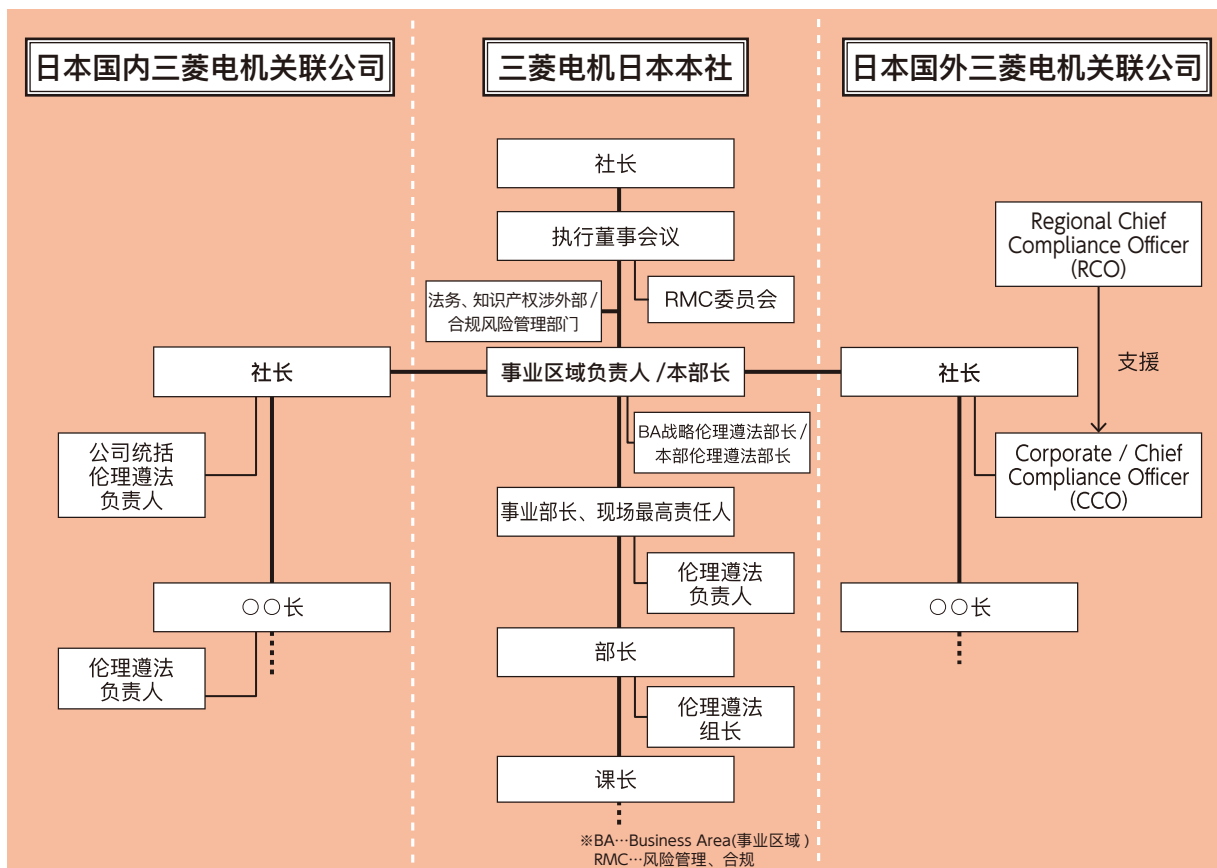 日本国内三菱电机关联公司
三菱电机日本本社
日本国外三菱电机关联公司
社长
执行董事会议
法务、知识产权涉外部 /
合规风险管理部门
RMC委员会
Regional Chief
Compliance Officer
(RCO)
社长
事业区域负责人 /本部长
社长
支援
公司统括
伦理遵法
负责人
BA战略伦理遵法部长 /
本部伦理遵法部长
Corporate / Chief
Compliance Officer
(CCO)
事业部长、现场最高责任人
伦理遵法
负责人
○○长
○○长
伦理遵法
负责人
部长
伦理遵法
组长
课长
※BA…Business Area(事业区域 )
RMC…风险管理、合规